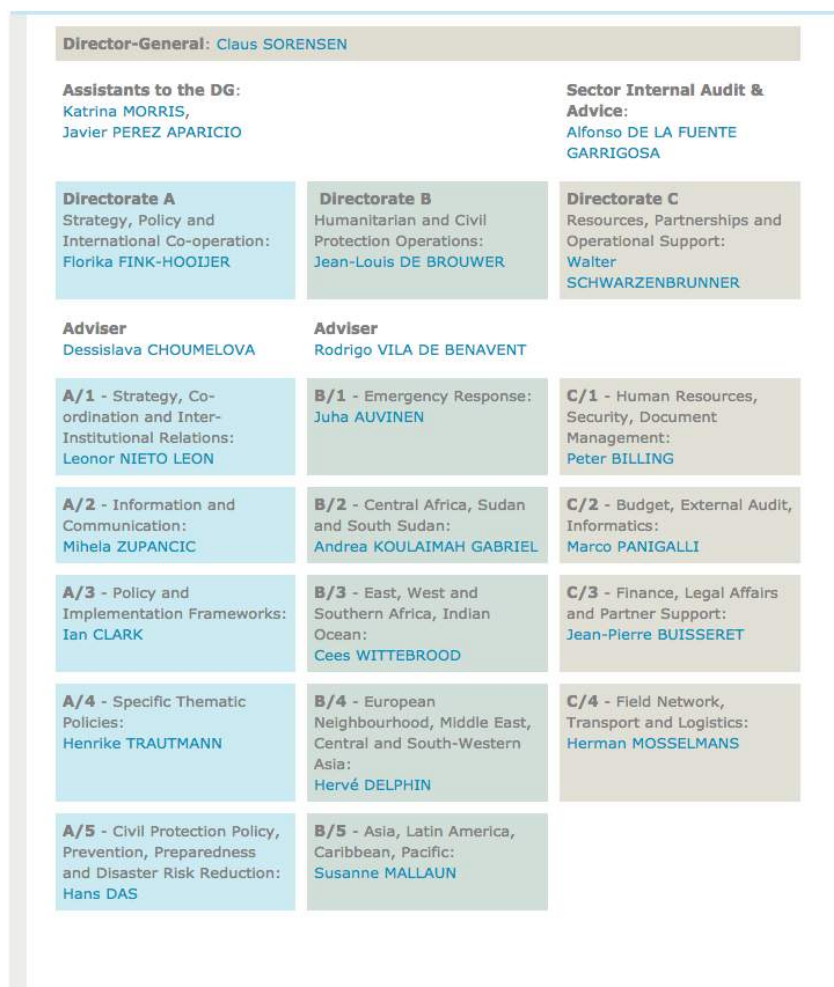 Director-General: Claus SORENSEN
Assistants to the DG:
Katrina MORRIS,
Javier PEREZ APARICIO
Sector Internal Audit &
Advice:
Alfonso DE LA FUENTE
GARRIGOSA
Directorate A
Strategy, Policy and
International Co-operation:
Florika FINK-HOOIJER
Directorate B
Humanitarian and Civil
Protection Operations:
Jean-Louis DE BROUWER
Directorate C
Resources, Partnerships and
Operational Support:
Walter
SCHWARZENBRUNNER
Adviser
Dessislava CHOUMELOVA
Adviser
Rodrigo VILA DE BENAVENT
A/1 - Strategy, Co-
ordination and Inter-
Institutional Relations:
Leonor NIETO LEON
B/1 - Emergency Response:
Juha AUVINEN
C/1 - Human Resources,
Security, Document
Management:
Peter BILLING
A/2 - Information and
Communication:
Mihela ZUPANCIC
B/2 - Central Africa, Sudan
and South Sudan:
Andrea KOULAIMAH GABRIEL
C/2 - Budget, External Audit,
Informatics:
Marco PANIGALLI
A/3 - Policy and
Implementation Frameworks:
Ian CLARK
B/3 - East, West and
Southern Africa, Indian
Ocean:
Cees WITTEBROOD
C/3 - Finance, Legal Affairs
and Partner Support:
Jean-Pierre BUISSERET
A/4 - Specific Thematic
Policies:
Henrike TRAUTMANN
B/4 - European
Neighbourhood, Middle East,
Central and South-Western
Asia:
Hervé DELPHIN
C/4 - Field Network,
Transport and Logistics:
Herman MOSSELMANS
A/5 - Civil Protection Policy,
Prevention, Preparedness
and Disaster Risk Reduction:
Hans DAS
B/5 - Asia, Latin America,
Caribbean, Pacific:
Susanne MALLAUN